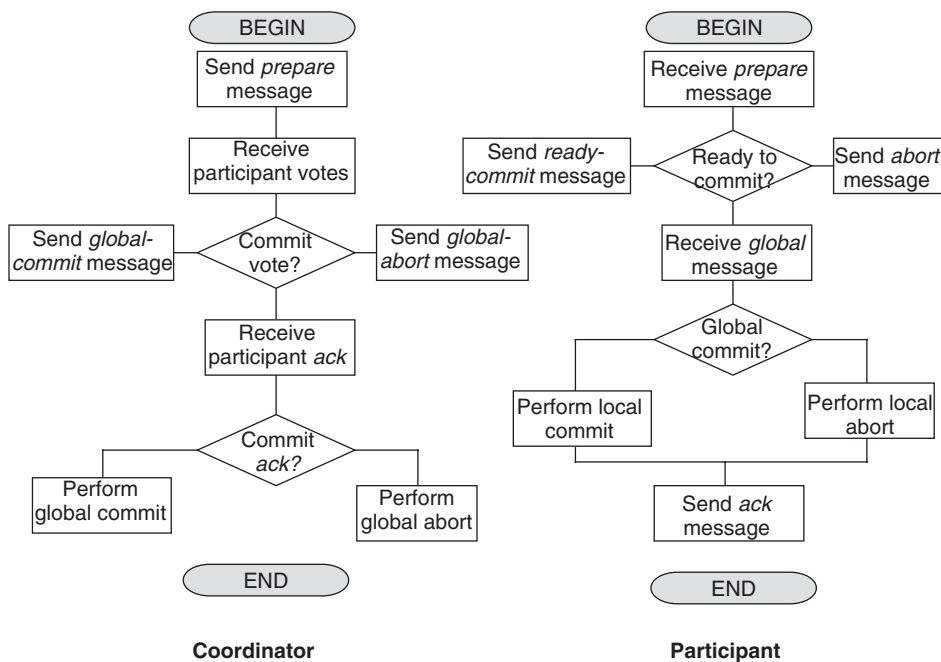 BEGIN
Send prepare
message
Receive
participant votes
Send global-
commit message
Commit
vote?
Send global-
abort message
Receive
participant ack
Commit
ack?
Perform
global commit
Perform
global abort
END
Coordinator
BEGIN
Receive prepare
message
Send ready-
commit message
Ready to
commit?
Send abort
message
Receive global
message
Global
commit?
Perform local
commit
Perform local
abort
Send ack
message
END
Participant